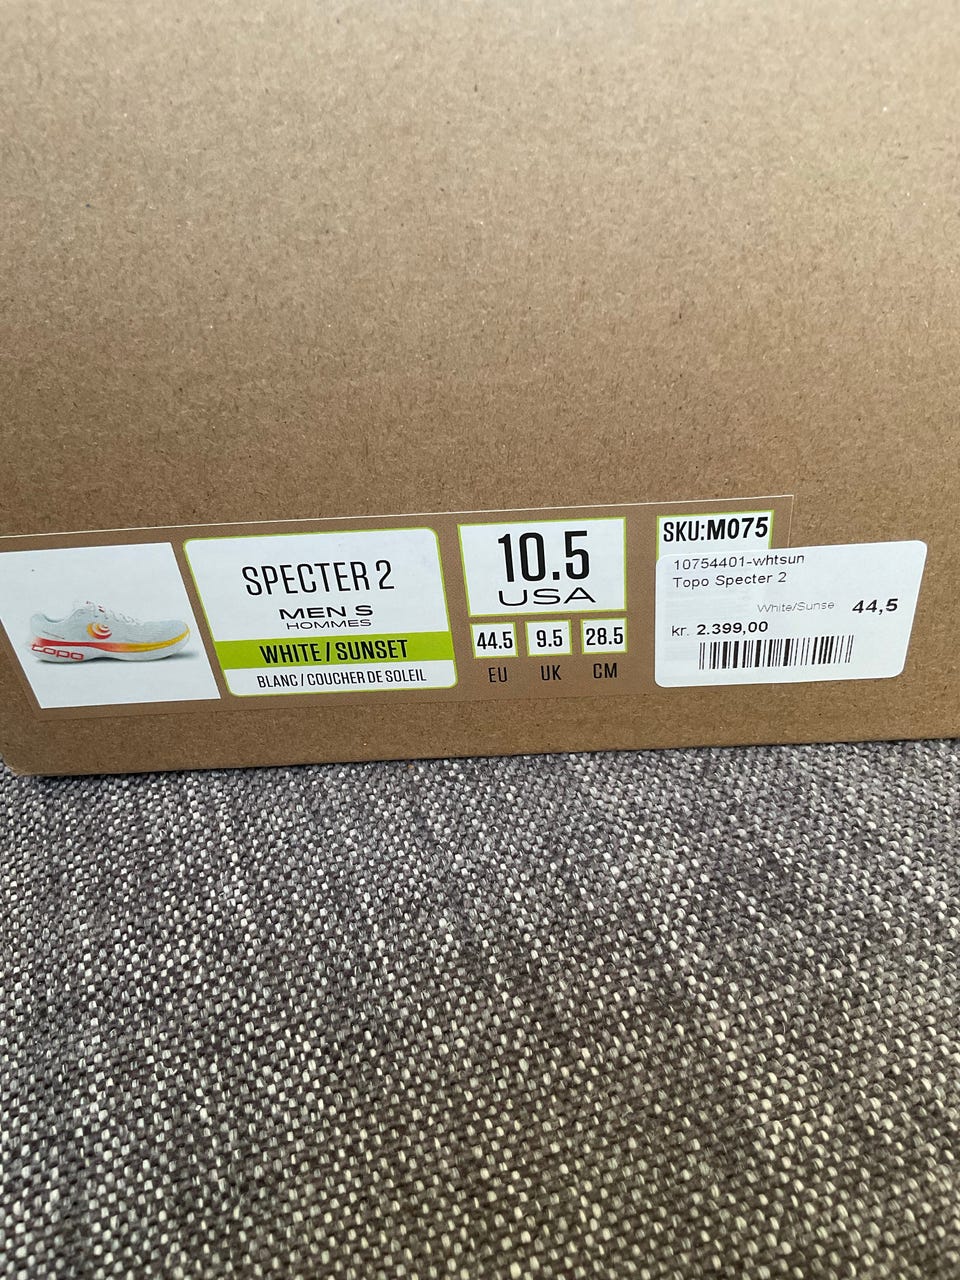 topo
SPECTER 2
MEN S
HOMMES
WHITE / SUNSET
BLANC / COUCHER DE SOLEIL
10.5
USA
44.5
EU
9.5
UK
28.5
CM
SKU:M075
10754401-whtsun
Topo Specter 2
White/Sunse
44,5
kr. 2.399,00